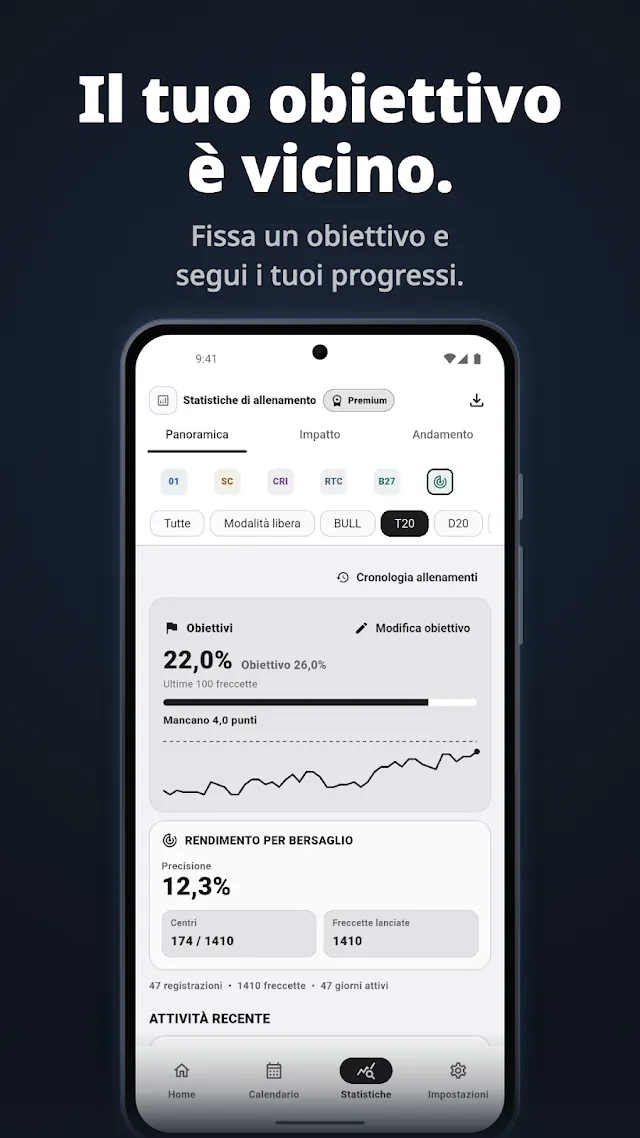 Il tuo obiettivo
è vicino.
Fissa un obiettivo e
segui i tuoi progressi.
9:41
Statistiche di allenamento Premium
Panoramica Impatto Andamento
01 SC CRI RTC B27
Tutte Modalità libera BULL T20 D20
Cronologia allenamenti
Obiettivi Modifica obiettivo
22,0% Obiettivo 26,0%
Ultime 100 freccette
Mancano 4,0 punti
RENDIMENTO PER BERSAGLIO
Precisione
12,3%
Centri Freccette lanciate
174 / 1410 1410
47 registrazioni • 1410 freccette • 47 giorni attivi
ATTIVITÀ RECENTE
Home Calendario Statistiche Impostazioni